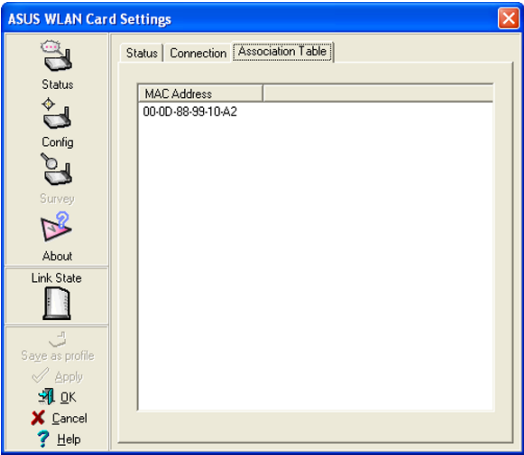 ASUS WLAN Card Settings
Status
Config
Survey
About
Link State
Save as profile
Apply
OK
Cancel
Help
Status Connection Association Table
MAC Address
00-0D-88-99-10-A2